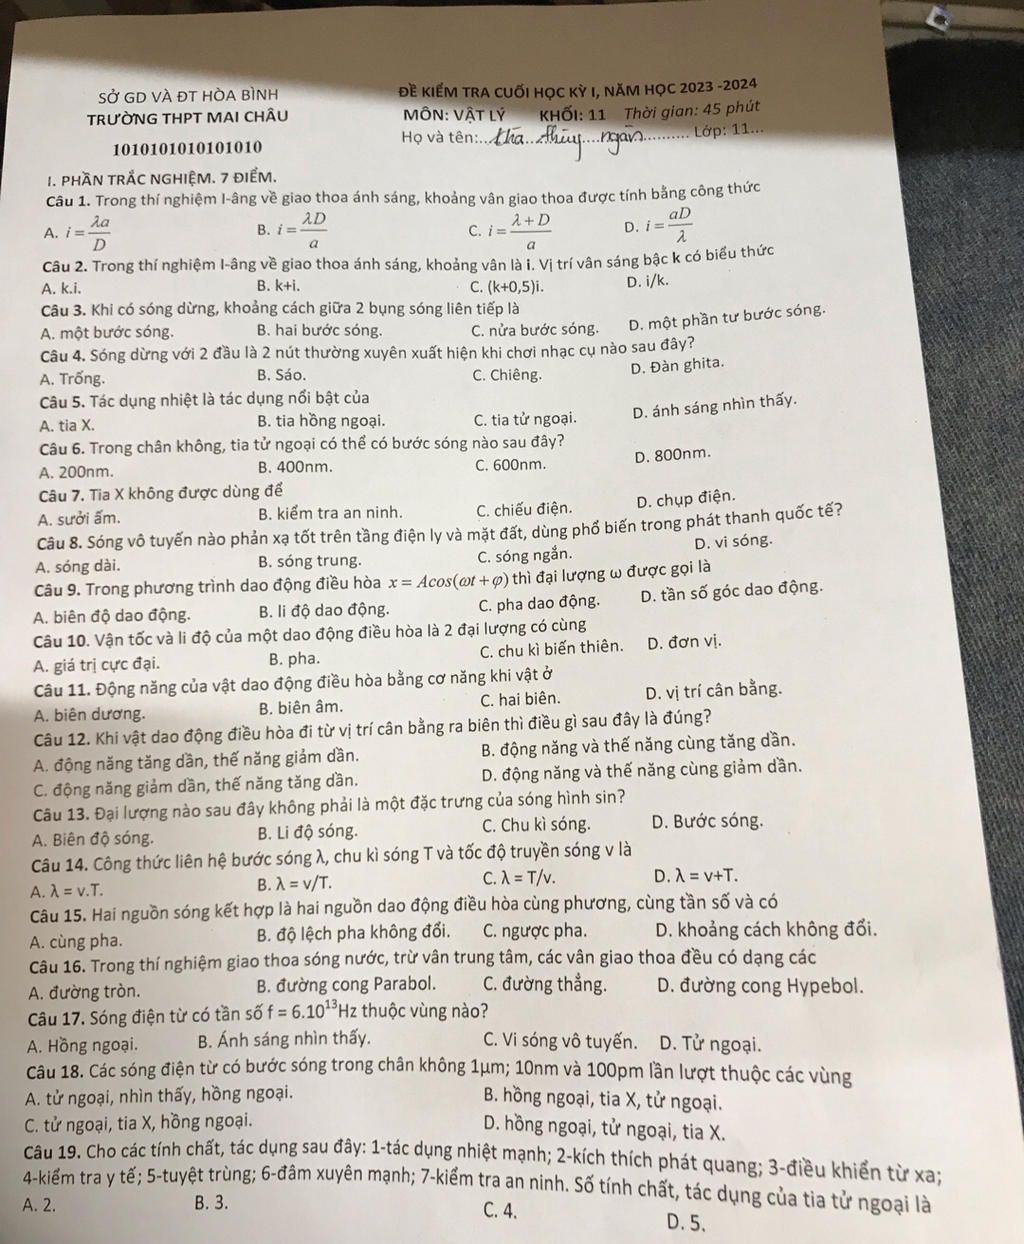 SỞ GD VÀ ĐT HÒA BÌNH
TRƯỜNG THPT MAI CHÂU
1010101010101010
ĐỀ KIỂM TRA CUỐI HỌC KỲ I, NĂM HỌC 2023 -2024
MÔN: VẬT LÝ KHỐI: 11 Thời gian: 45 phút
Họ và tên:...Kha...thùy....ngân.......... Lớp: 11...
I. PHẦN TRẮC NGHIỆM. 7 ĐIỂM.
Câu 1. Trong thí nghiệm I-âng về giao thoa ánh sáng, khoảng vân giao thoa được tính bằng công thức
A. i = λa/D B. i = λD/a C. i = (λ + D)/a D. i = aD/λ
Câu 2. Trong thí nghiệm I-âng về giao thoa ánh sáng, khoảng vân là i. Vị trí vân sáng bậc k có biểu thức
A. k.i. B. k+i. C. (k+0,5)i. D. i/k.
Câu 3. Khi có sóng dừng, khoảng cách giữa 2 bụng sóng liên tiếp là
A. một bước sóng. B. hai bước sóng. C. nửa bước sóng. D. một phần tư bước sóng.
Câu 4. Sóng dừng với 2 đầu là 2 nút thường xuyên xuất hiện khi chơi nhạc cụ nào sau đây?
A. Trống. B. Sáo. C. Chiêng. D. Đàn ghita.
Câu 5. Tác dụng nhiệt là tác dụng nổi bật của
A. tia X. B. tia hồng ngoại. C. tia tử ngoại. D. ánh sáng nhìn thấy.
Câu 6. Trong chân không, tia tử ngoại có thể có bước sóng nào sau đây?
A. 200nm. B. 400nm. C. 600nm. D. 800nm.
Câu 7. Tia X không được dùng để
A. sưởi ấm. B. kiểm tra an ninh. C. chiếu điện. D. chụp điện.
Câu 8. Sóng vô tuyến nào phản xạ tốt trên tầng điện ly và mặt đất, dùng phổ biến trong phát thanh quốc tế?
A. sóng dài. B. sóng trung. C. sóng ngắn. D. vi sóng.
Câu 9. Trong phương trình dao động điều hòa x = Acos(ωt + φ) thì đại lượng ω được gọi là
A. biên độ dao động. B. li độ dao động. C. pha dao động. D. tần số góc dao động.
Câu 10. Vận tốc và li độ của một dao động điều hòa là 2 đại lượng có cùng
A. giá trị cực đại. B. pha. C. chu kì biến thiên. D. đơn vị.
Câu 11. Động năng của vật dao động điều hòa bằng cơ năng khi vật ở
A. biên dương. B. biên âm. C. hai biên. D. vị trí cân bằng.
Câu 12. Khi vật dao động điều hòa đi từ vị trí cân bằng ra biên thì điều gì sau đây là đúng?
A. động năng tăng dần, thế năng giảm dần. B. động năng và thế năng cùng tăng dần.
C. động năng giảm dần, thế năng tăng dần. D. động năng và thế năng cùng giảm dần.
Câu 13. Đại lượng nào sau đây không phải là một đặc trưng của sóng hình sin?
A. Biên độ sóng. B. Li độ sóng. C. Chu kì sóng. D. Bước sóng.
Câu 14. Công thức liên hệ bước sóng λ, chu kì sóng T và tốc độ truyền sóng v là
A. λ = v.T. B. λ = v/T. C. λ = T/v. D. λ = v+T.
Câu 15. Hai nguồn sóng kết hợp là hai nguồn dao động điều hòa cùng phương, cùng tần số và có
A. cùng pha. B. độ lệch pha không đổi. C. ngược pha. D. khoảng cách không đổi.
Câu 16. Trong thí nghiệm giao thoa sóng nước, trừ vân trung tâm, các vân giao thoa đều có dạng các
A. đường tròn. B. đường cong Parabol. C. đường thẳng. D. đường cong Hypebol.
Câu 17. Sóng điện từ có tần số f = 6.10¹³Hz thuộc vùng nào?
A. Hồng ngoại. B. Ánh sáng nhìn thấy. C. Vi sóng vô tuyến. D. Tử ngoại.
Câu 18. Các sóng điện từ có bước sóng trong chân không 1μm; 10nm và 100pm lần lượt thuộc các vùng
A. tử ngoại, nhìn thấy, hồng ngoại. B. hồng ngoại, tia X, tử ngoại.
C. tử ngoại, tia X, hồng ngoại. D. hồng ngoại, tử ngoại, tia X.
Câu 19. Cho các tính chất, tác dụng sau đây: 1-tác dụng nhiệt mạnh; 2-kích thích phát quang; 3-điều khiển từ xa;
4-kiểm tra y tế; 5-tuyệt trùng; 6-đâm xuyên mạnh; 7-kiểm tra an ninh. Số tính chất, tác dụng của tia tử ngoại là
A. 2. B. 3. C. 4. D. 5.